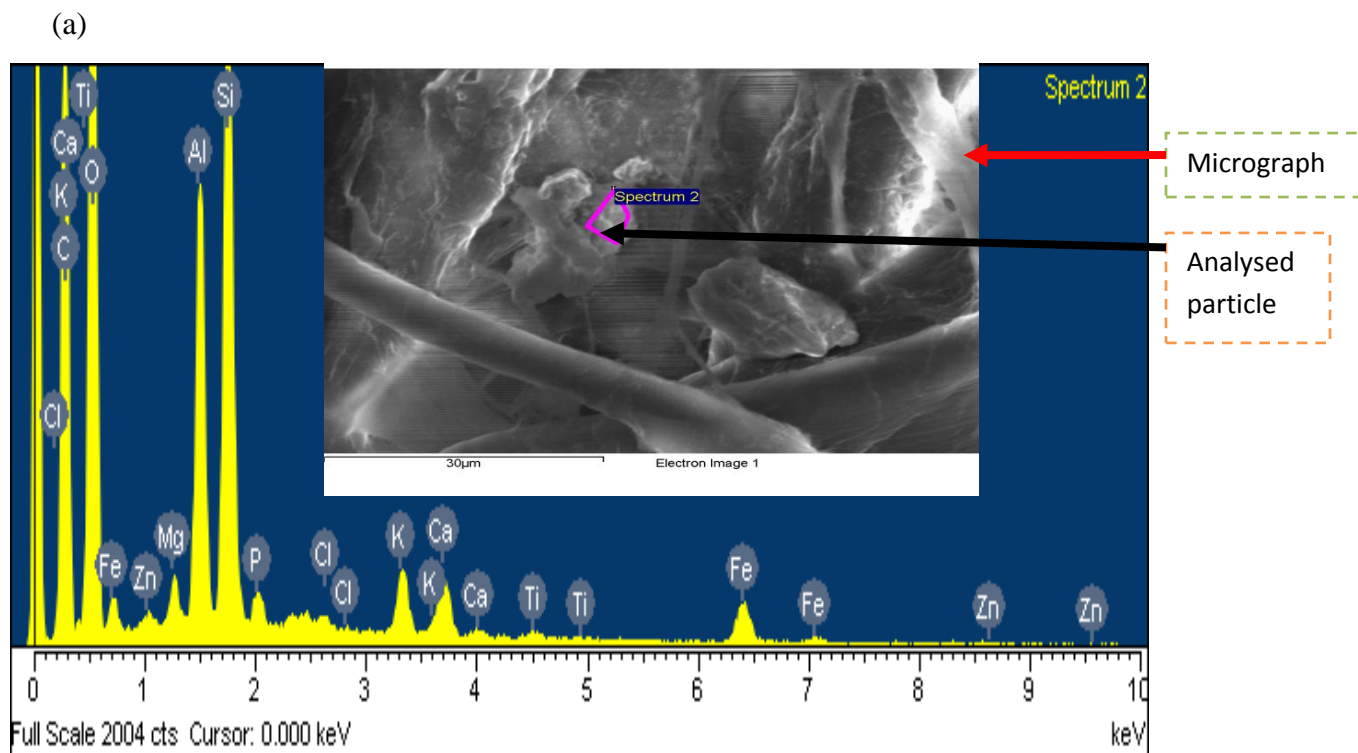 (a)
Spectrum 2
Ti
Si
Ca
Al
K
O
C
Cl
Spectrum 2
Micrograph
Analysed
particle
30µm
Electron Image 1
Fe
Zn
Mg
P
Cl
Cl
K
K
Ca
Ca
Ti
Ti
Fe
Fe
Zn
Zn
0 1 2 3 4 5 6 7 8 9 10
Full Scale 2004 cts Cursor: 0.000 keV
keV